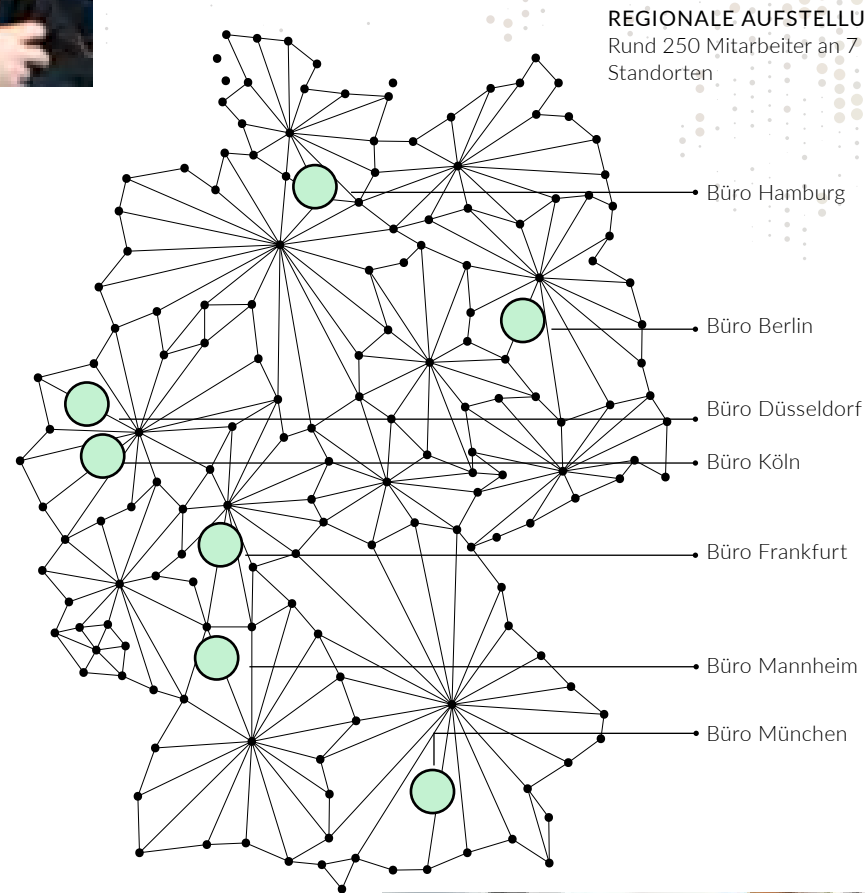 REGIONALE AUFSTELLU
Rund 250 Mitarbeiter an 7
Standorten
Büro Hamburg
Büro Berlin
Büro Düsseldorf
Büro Köln
Büro Frankfurt
Büro Mannheim
Büro München